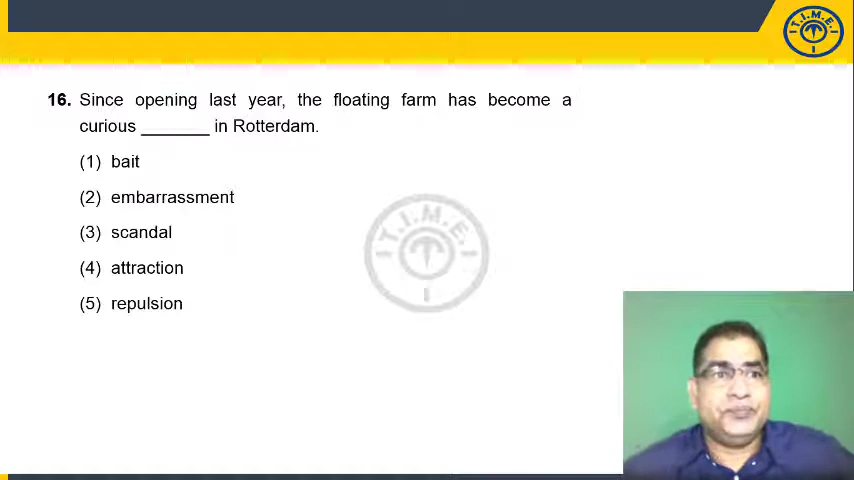 T.I.M.E.
16. Since opening last year, the floating farm has become a
curious _______ in Rotterdam.
(1) bait
(2) embarrassment
(3) scandal
(4) attraction
(5) repulsion
T.I.M.E.